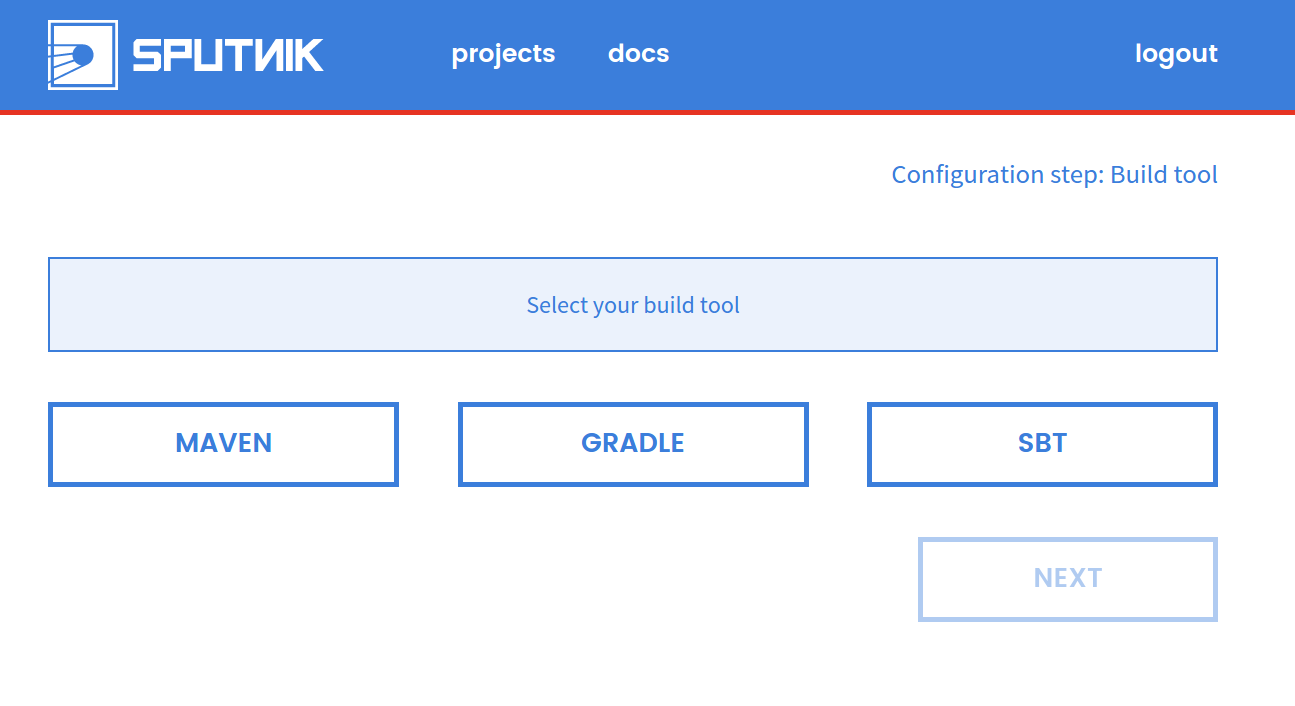 SPUTNIK projects docs logout
Configuration step: Build tool
Select your build tool
MAVEN GRADLE SBT
NEXT